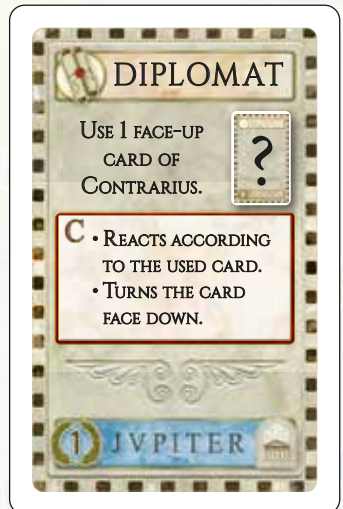 DIPLOMAT
USE 1 FACE-UP
CARD OF
CONTRARIUS.
?
C
• REACTS ACCORDING
TO THE USED CARD.
• TURNS THE CARD
FACE DOWN.
1 JVPITER